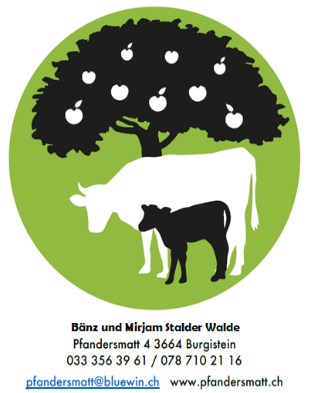 Bänz und Mirjam Stalder Walde
Pfandersmatt 4 3664 Burgistein
033 356 39 61 / 078 710 21 16
pfandersmatt@bluewin.ch www.pfandersmatt.ch